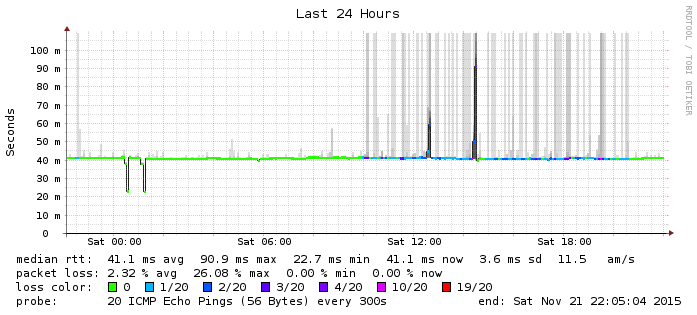 Last 24 Hours
RRDTOOL / TOBI OETIKER
Seconds
100 m
90 m
80 m
70 m
60 m
50 m
40 m
30 m
20 m
10 m
0
Sat 00:00 Sat 06:00 Sat 12:00 Sat 18:00
median rtt: 41.1 ms avg 90.9 ms max 22.7 ms min 41.1 ms now 3.6 ms sd 11.5 am/s
packet loss: 2.32 % avg 26.08 % max 0.00 % min 0.00 % now
loss color: 0 1/20 2/20 3/20 4/20 10/20 19/20
probe: 20 ICMP Echo Pings (56 Bytes) every 300s end: Sat Nov 21 22:05:04 2015